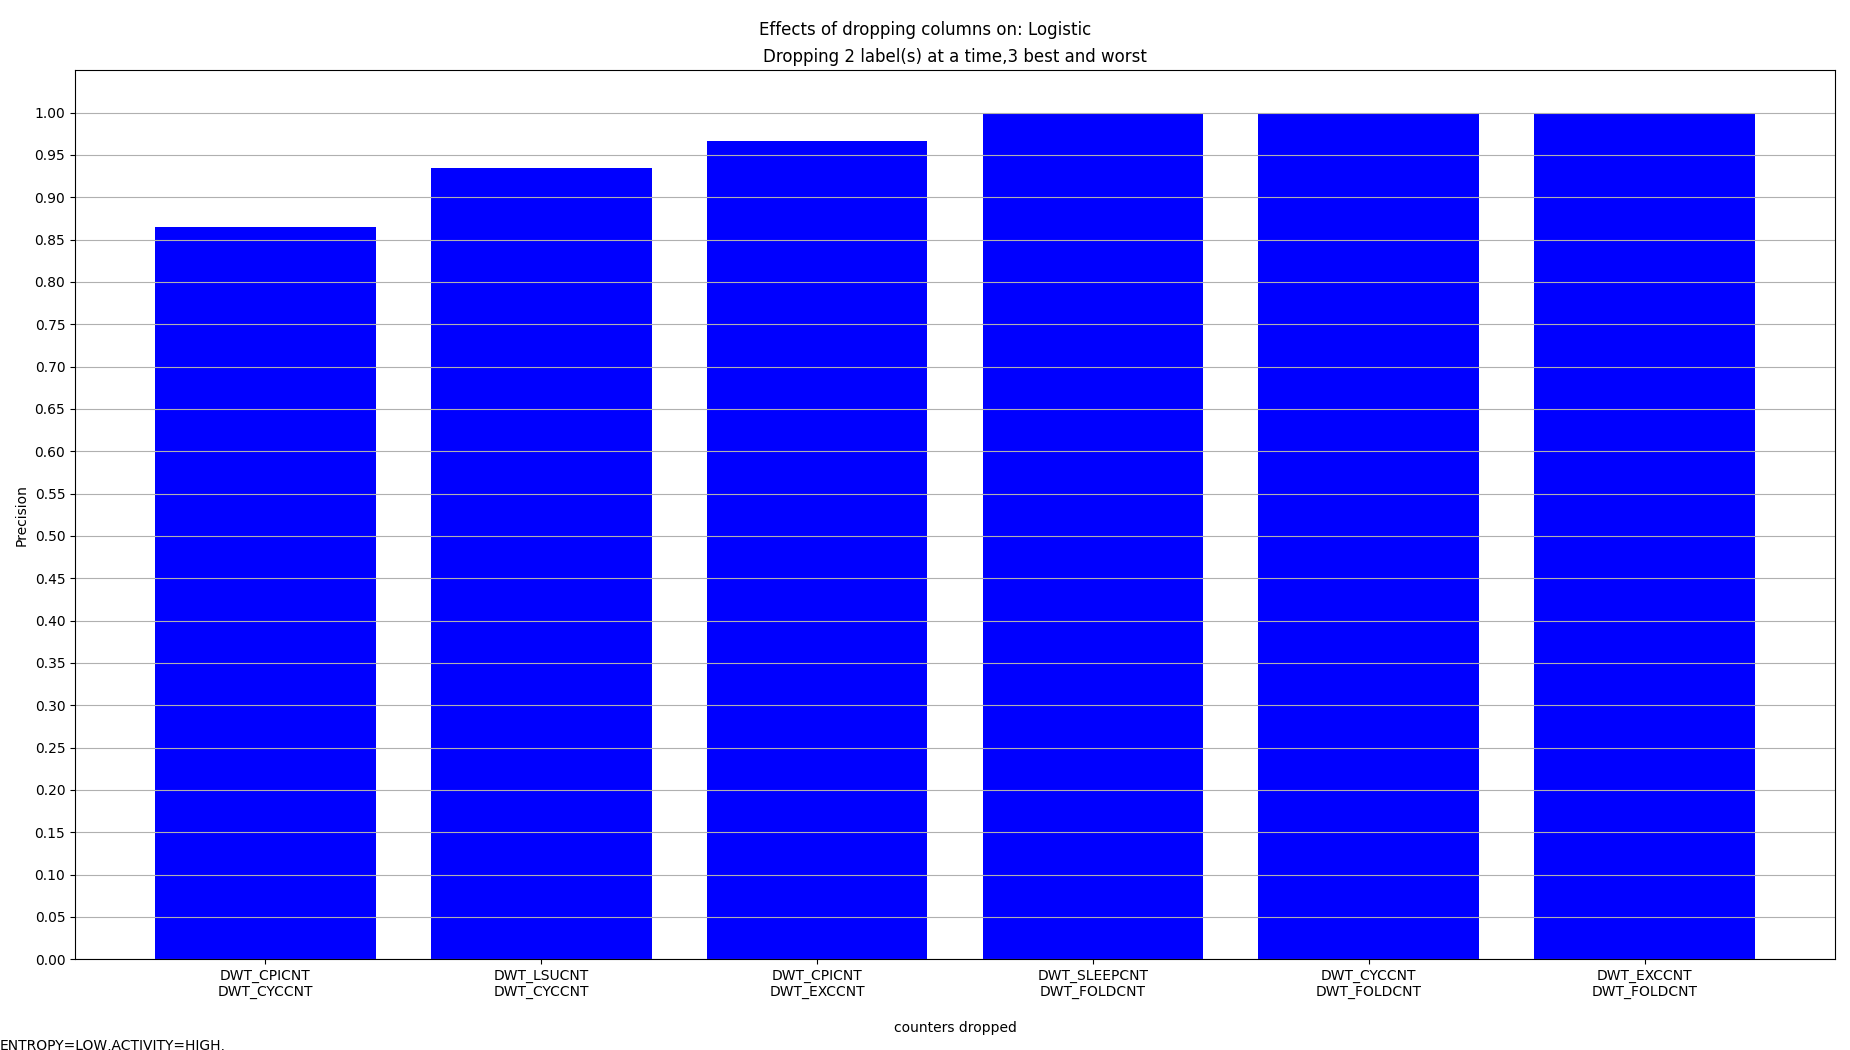 Effects of dropping columns on: Logistic
Dropping 2 label(s) at a time,3 best and worst
1.00
0.95
0.90
0.85
0.80
0.75
0.70
0.65
0.60
0.55
0.50
0.45
0.40
0.35
0.30
0.25
0.20
0.15
0.10
0.05
0.00
Precision
DWT_CPICNT
DWT_CYCCNT
DWT_LSUCNT
DWT_CYCCNT
DWT_CPICNT
DWT_EXCCNT
DWT_SLEEPCNT
DWT_FOLDCNT
DWT_CYCCNT
DWT_FOLDCNT
DWT_EXCCNT
DWT_FOLDCNT
counters dropped
ENTROPY=LOW,ACTIVITY=HIGH,